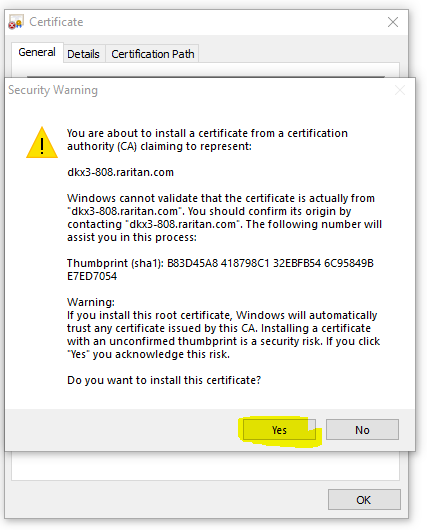 Certificate
General Details Certification Path
Security Warning
You are about to install a certificate from a certification
authority (CA) claiming to represent:
dkx3-808.raritan.com
Windows cannot validate that the certificate is actually from
"dkx3-808.raritan.com". You should confirm its origin by
contacting "dkx3-808.raritan.com". The following number will
assist you in this process:
Thumbprint (sha1): B83D45A8 418798C1 32EBFB54 6C95849B
E7ED7054
Warning:
If you install this root certificate, Windows will automatically
trust any certificate issued by this CA. Installing a certificate
with an unconfirmed thumbprint is a security risk. If you click
"Yes" you acknowledge this risk.
Do you want to install this certificate?
Yes No
OK